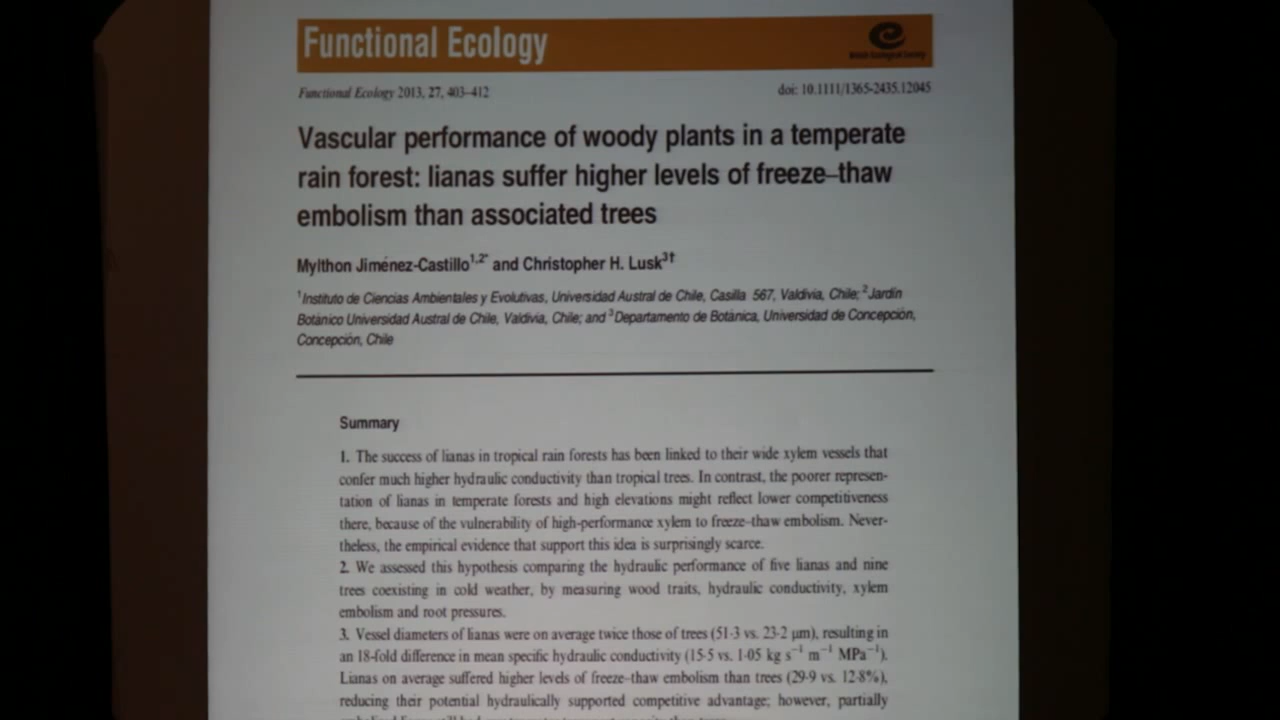 Functional Ecology
British Ecological Society
Functional Ecology 2013, 27, 403–412
doi: 10.1111/1365-2435.12045
Vascular performance of woody plants in a temperate
rain forest: lianas suffer higher levels of freeze–thaw
embolism than associated trees
Mylthon Jiménez-Castillo1,2* and Christopher H. Lusk3†
1Instituto de Ciencias Ambientales y Evolutivas, Universidad Austral de Chile, Casilla 567, Valdivia, Chile; 2Jardín
Botánico Universidad Austral de Chile, Valdivia, Chile; and 3Departamento de Botánica, Universidad de Concepción,
Concepción, Chile
Summary
1. The success of lianas in tropical rain forests has been linked to their wide xylem vessels that
confer much higher hydraulic conductivity than tropical trees. In contrast, the poorer represen-
tation of lianas in temperate forests and high elevations might reflect lower competitiveness
there, because of the vulnerability of high-performance xylem to freeze–thaw embolism. Never-
theless, the empirical evidence that support this idea is surprisingly scarce.
2. We assessed this hypothesis comparing the hydraulic performance of five lianas and nine
trees coexisting in cold weather, by measuring wood traits, hydraulic conductivity, xylem
embolism and root pressures.
3. Vessel diameters of lianas were on average twice those of trees (51·3 vs. 23·2 μm), resulting in
an 18-fold difference in mean specific hydraulic conductivity (15·5 vs. 1·05 kg s−1 m−1 MPa−1).
Lianas on average suffered higher levels of freeze–thaw embolism than trees (29·9 vs. 12·8%),
reducing their potential hydraulically supported competitive advantage; however, partially